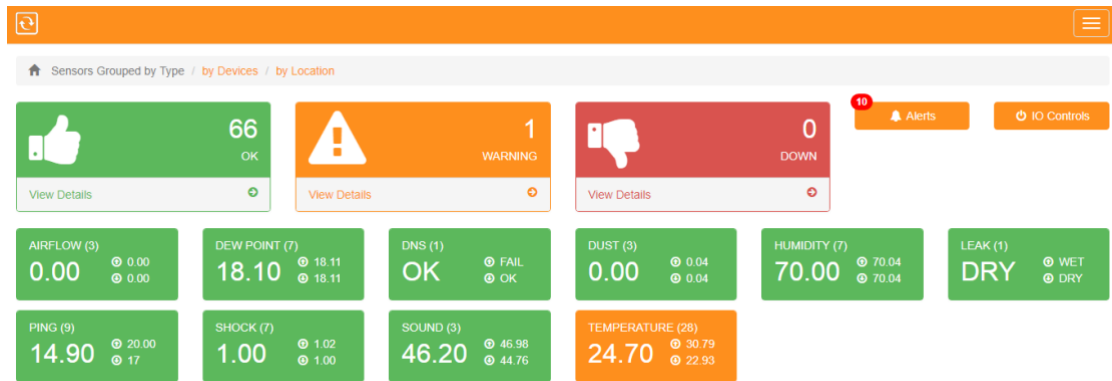 Sensors Grouped by Type / by Devices / by Location
66
OK
View Details
1
WARNING
View Details
0
DOWN
View Details
10
Alerts
IO Controls
AIRFLOW (3)
0.00
0.00
0.00
DEW POINT (7)
18.10
18.11
18.11
DNS (1)
OK
FAIL
OK
DUST (3)
0.00
0.04
0.04
HUMIDITY (7)
70.00
70.04
70.04
LEAK (1)
DRY
WET
DRY
PING (9)
14.90
20.00
17
SHOCK (7)
1.00
1.02
1.00
SOUND (3)
46.20
46.98
44.76
TEMPERATURE (28)
24.70
30.79
22.93